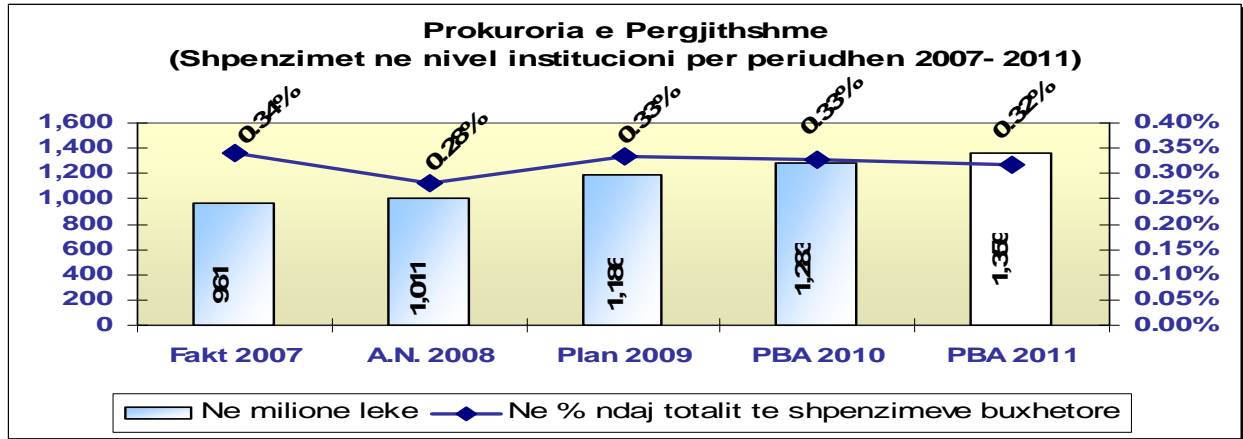 Prokuroria e Pergjithshme
(Shpenzimet ne nivel institucioni per periudhen 2007- 2011)
0.34% 0.28% 0.33% 0.33% 0.32%
1,600 0.40%
1,400 0.35%
1,200 0.30%
1,000 0.25%
800 0.20%
600 0.15%
400 0.10%
200 0.05%
0 0.00%
961 1,011 1,186 1,283
Fakt 2007 A.N. 2008 Plan 2009 PBA 2010 PBA 2011
Ne milione leke Ne % ndaj totalit te shpenzimeve buxhetore